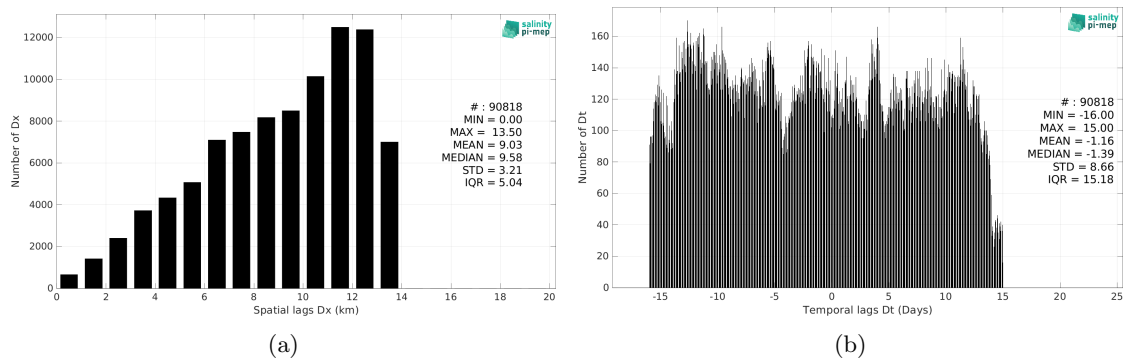 salinity
pi-mep
12000
10000
8000
6000
4000
2000
0
Number of Dx
# : 90818
MIN = 0.00
MAX = 13.50
MEAN = 9.03
MEDIAN = 9.58
STD = 3.21
IQR = 5.04
0 2 4 6 8 10 12 14 16 18 20
Spatial lags Dx (km)
(a)
salinity
pi-mep
160
140
120
100
80
60
40
20
0
Number of Dt
# : 90818
MIN = -16.00
MAX = 15.00
MEAN = -1.16
MEDIAN = -1.39
STD = 8.66
IQR = 15.18
-15 -10 -5 0 5 10 15 20 25
Temporal lags Dt (Days)
(b)